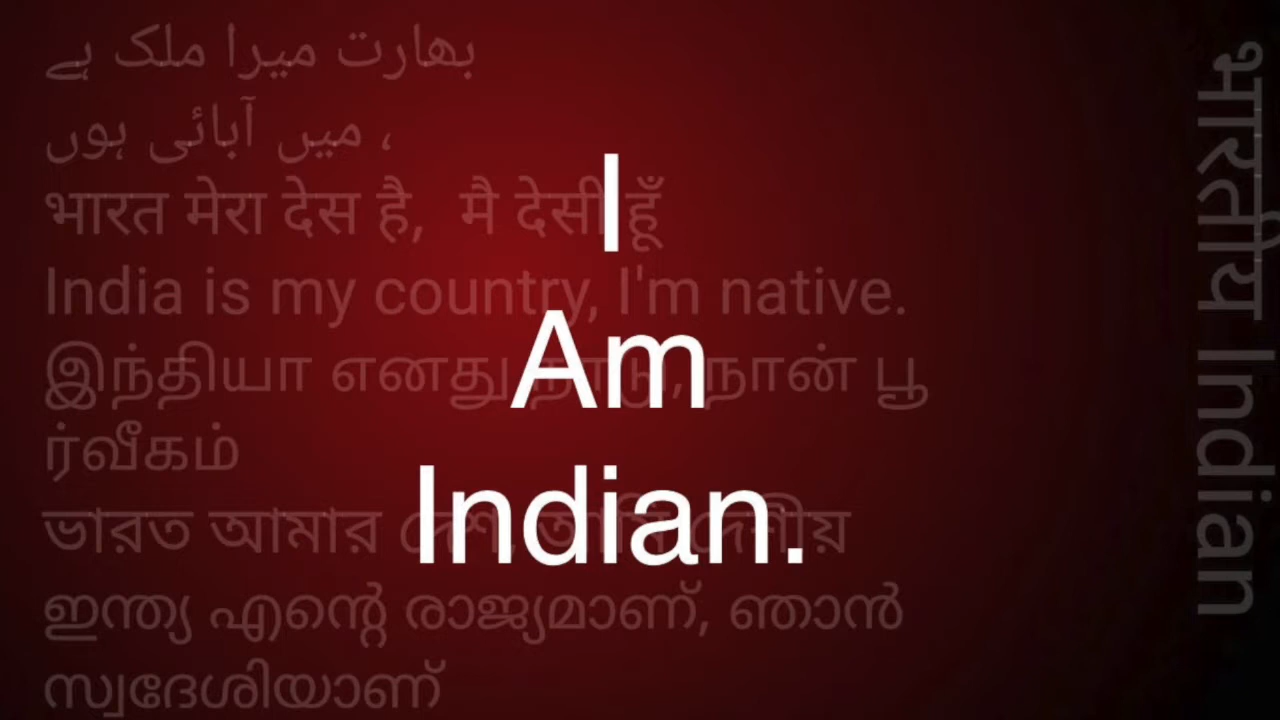 بھارت میرا ملک ہے
، میں آبائی ہوں
भारत मेरा देस है, मै देसी हूँ
India is my country, I'm native.
இந்தியா எனது நாடு, நான் பூ
ர்வீகம்
ভারত আমার দেশ, আমি দেশীয়
ഇന്ത്യ എന്റെ രാജ്യമാണ്, ഞാൻ
സ്വദേശിയാണ്
I
Am
Indian.
भारतीय Indian